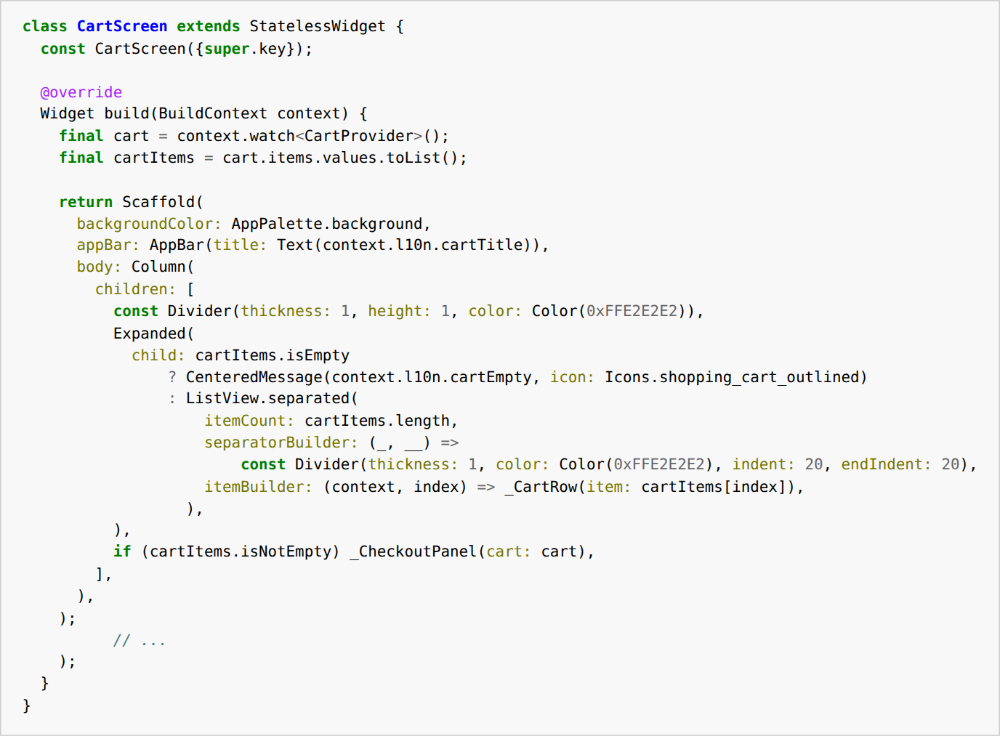 class CartScreen extends StatelessWidget {
  const CartScreen({super.key});

  @override
  Widget build(BuildContext context) {
    final cart = context.watch<CartProvider>();
    final cartItems = cart.items.values.toList();

    return Scaffold(
      backgroundColor: AppPalette.background,
      appBar: AppBar(title: Text(context.l10n.cartTitle)),
      body: Column(
        children: [
          const Divider(thickness: 1, height: 1, color: Color(0xFFE2E2E2)),
          Expanded(
            child: cartItems.isEmpty
                ? CenteredMessage(context.l10n.cartEmpty, icon: Icons.shopping_cart_outlined)
                : ListView.separated(
                    itemCount: cartItems.length,
                    separatorBuilder: (_, __) =>
                        const Divider(thickness: 1, color: Color(0xFFE2E2E2), indent: 20, endIndent: 20),
                    itemBuilder: (context, index) => _CartRow(item: cartItems[index]),
                  ),
          ),
          if (cartItems.isNotEmpty) _CheckoutPanel(cart: cart),
        ],
      ),
    );
          // ...
    );
  }
}